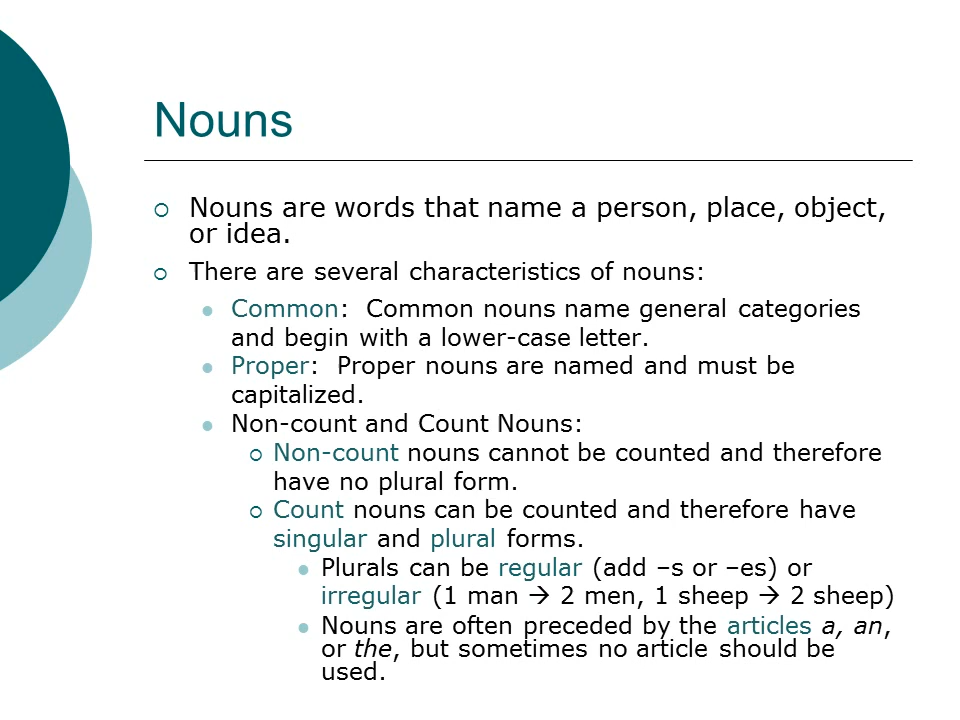 Nouns
Nouns are words that name a person, place, object,
or idea.
There are several characteristics of nouns:
Common:  Common nouns name general categories
and begin with a lower-case letter.
Proper:  Proper nouns are named and must be
capitalized.
Non-count and Count Nouns:
Non-count nouns cannot be counted and therefore
have no plural form.
Count nouns can be counted and therefore have
singular and plural forms.
Plurals can be regular (add –s or –es) or
irregular (1 man → 2 men, 1 sheep → 2 sheep)
Nouns are often preceded by the articles a, an,
or the, but sometimes no article should be
used.